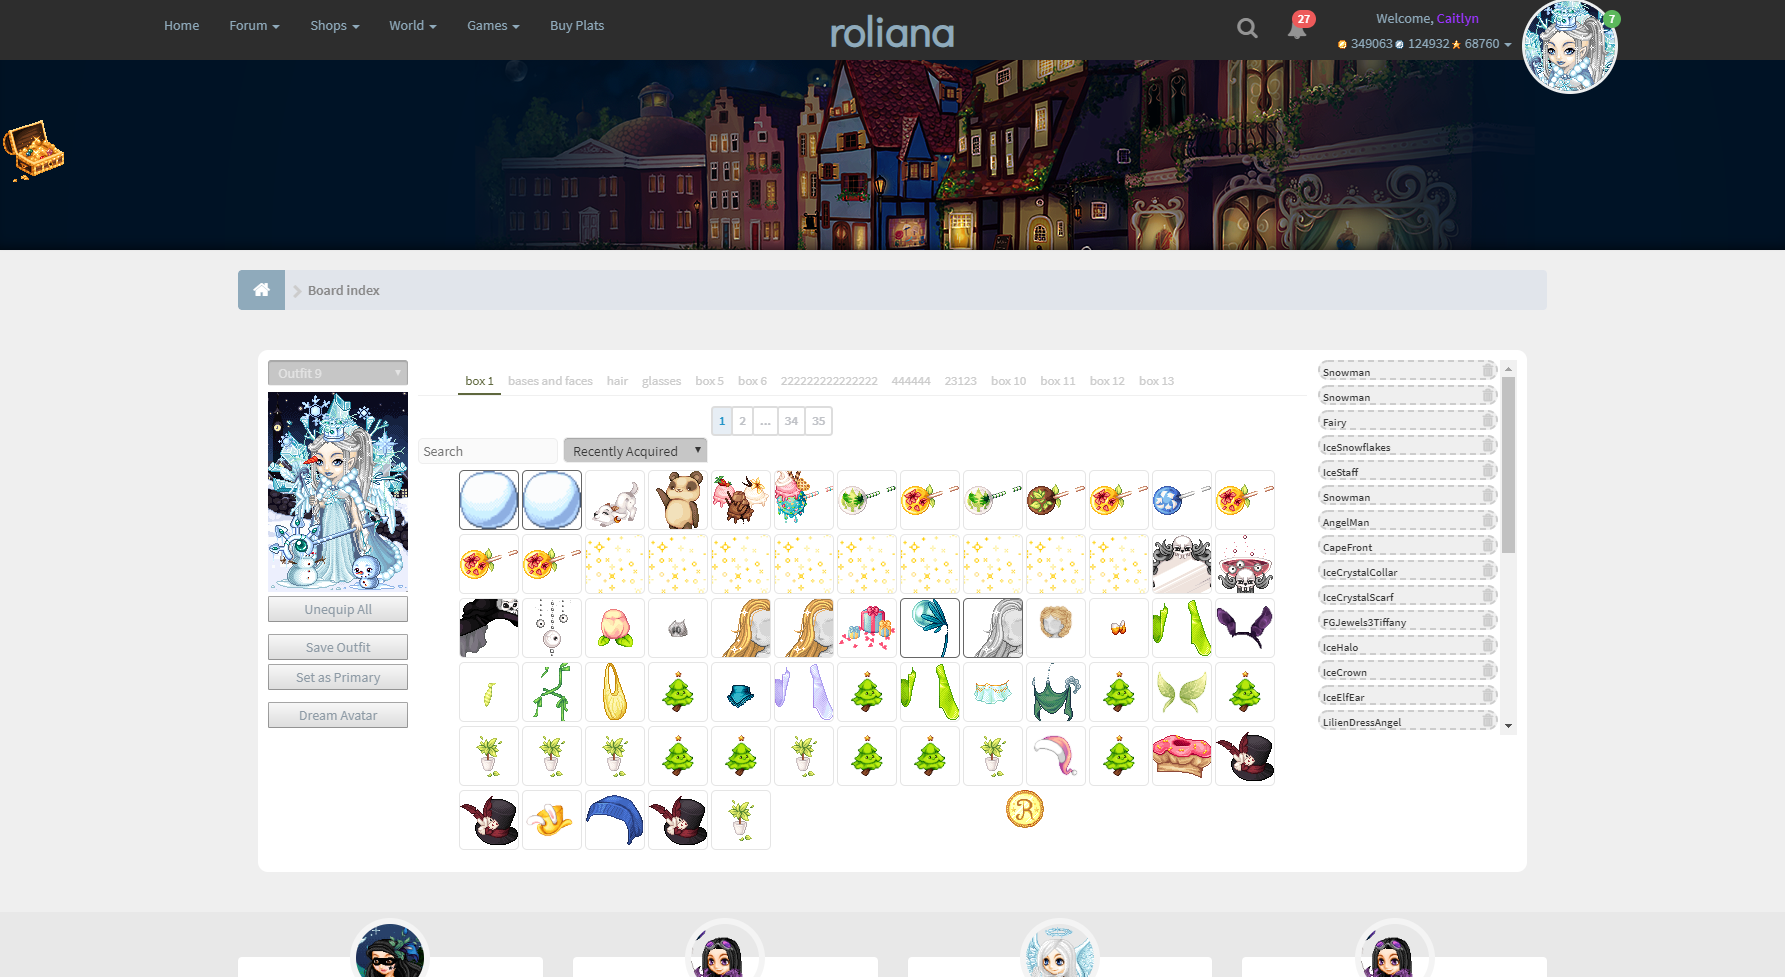 Home Forum Shops World Games Buy Plats
roliana
27
Welcome, Caitlyn
349063 124932 68760
7
Board index
Outfit 9
Unequip All
Save Outfit
Set as Primary
Dream Avatar
box 1 bases and faces hair glasses box 5 box 6 222222222222222 444444 23123 box 10 box 11 box 12 box 13
1 2 ... 34 35
Search Recently Acquired
R
Snowman
Snowman
Fairy
IceSnowflakes
IceStaff
Snowman
AngelMan
CapeFront
IceCrystalCollar
IceCrystalScarf
FGJewels3Tiffany
IceHalo
IceCrown
IceElfEar
LilienDressAngel